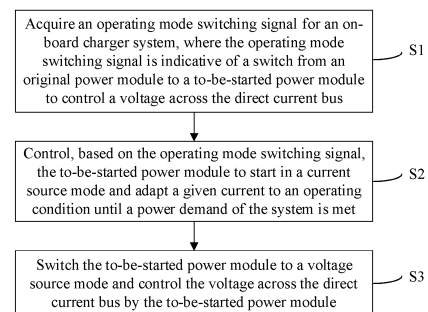 Acquire an operating mode switching signal for an on-
board charger system, where the operating mode
switching signal is indicative of a switch from an
original power module to a to-be-started power module
to control a voltage across the direct current bus
S1
Control, based on the operating mode switching signal,
the to-be-started power module to start in a current
source mode and adapt a given current to an operating
condition until a power demand of the system is met
S2
Switch the to-be-started power module to a voltage
source mode and control the voltage across the direct
current bus by the to-be-started power module
S3